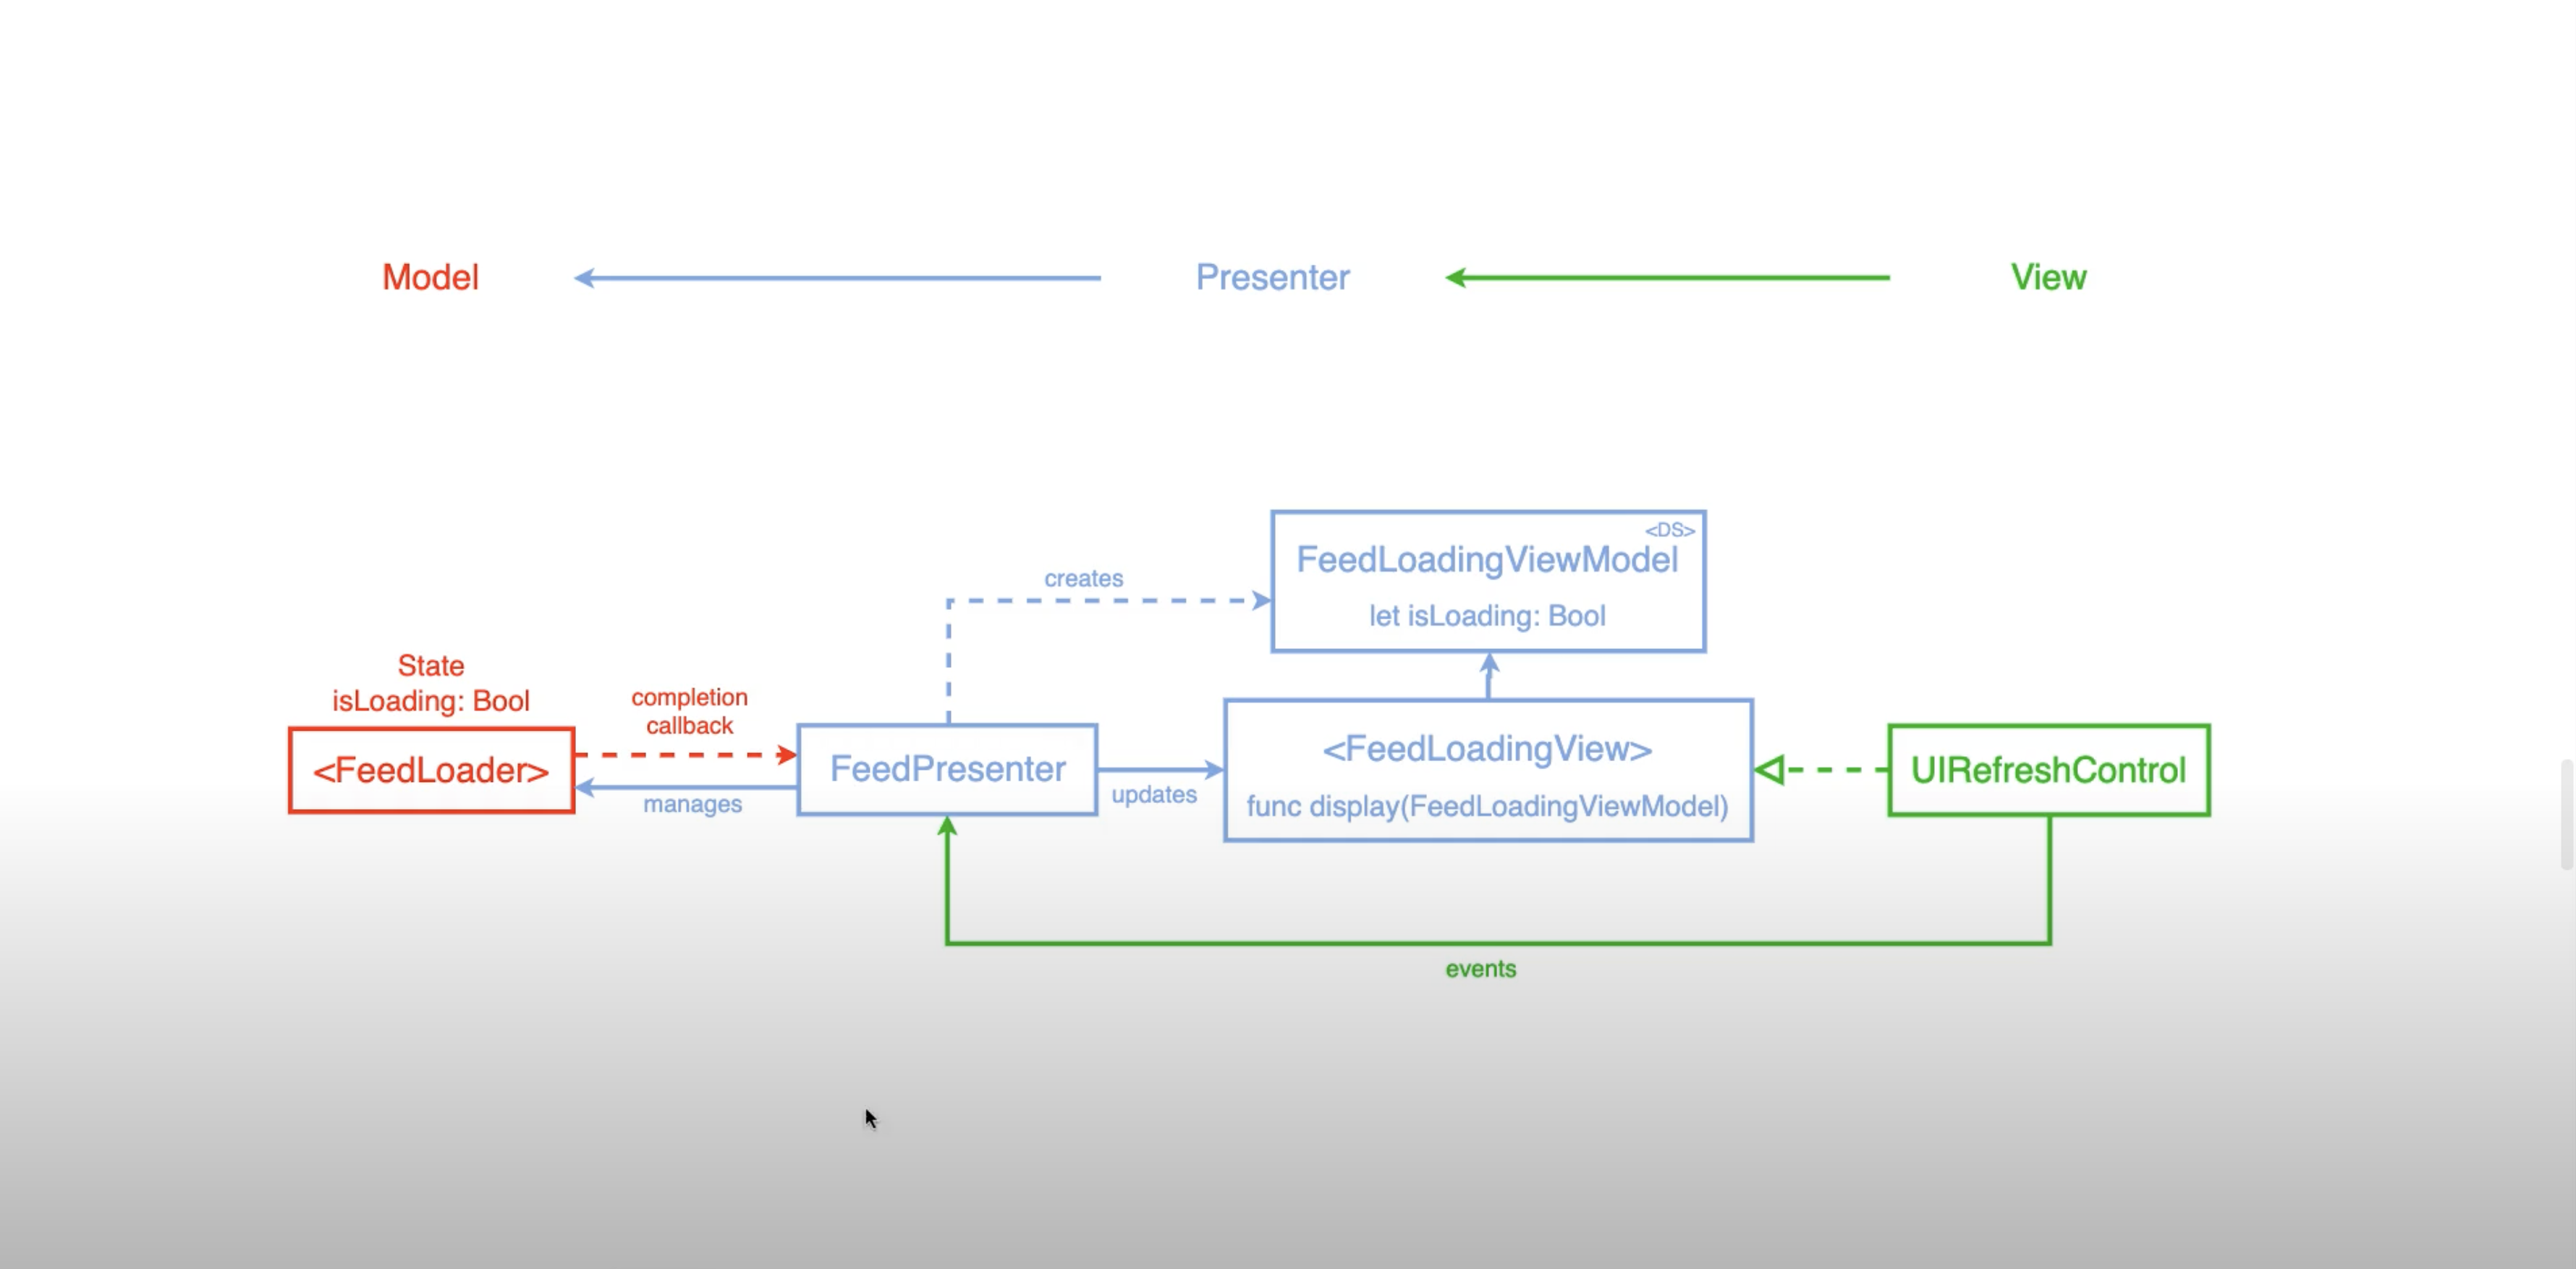 Model
Presenter
View
<DS>
FeedLoadingViewModel
let isLoading: Bool
creates
State
isLoading: Bool
<FeedLoader>
completion
callback
manages
FeedPresenter
updates
<FeedLoadingView>
func display(FeedLoadingViewModel)
UIRefreshControl
events